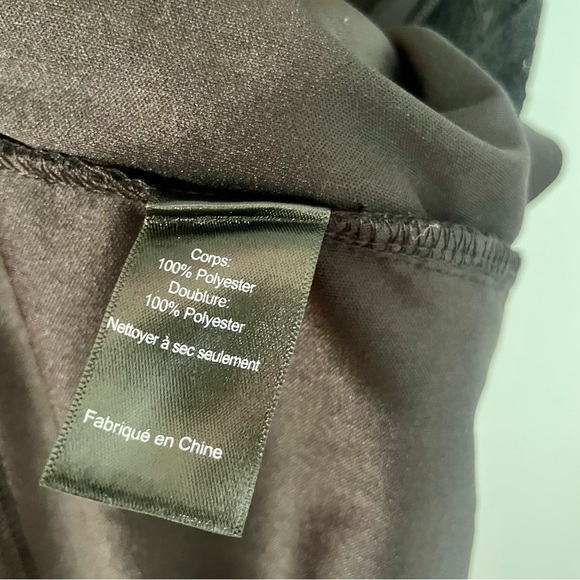 Corps:
100% Polyester
Doublure:
100% Polyester
Nettoyer à sec seulement
Fabriqué en Chine